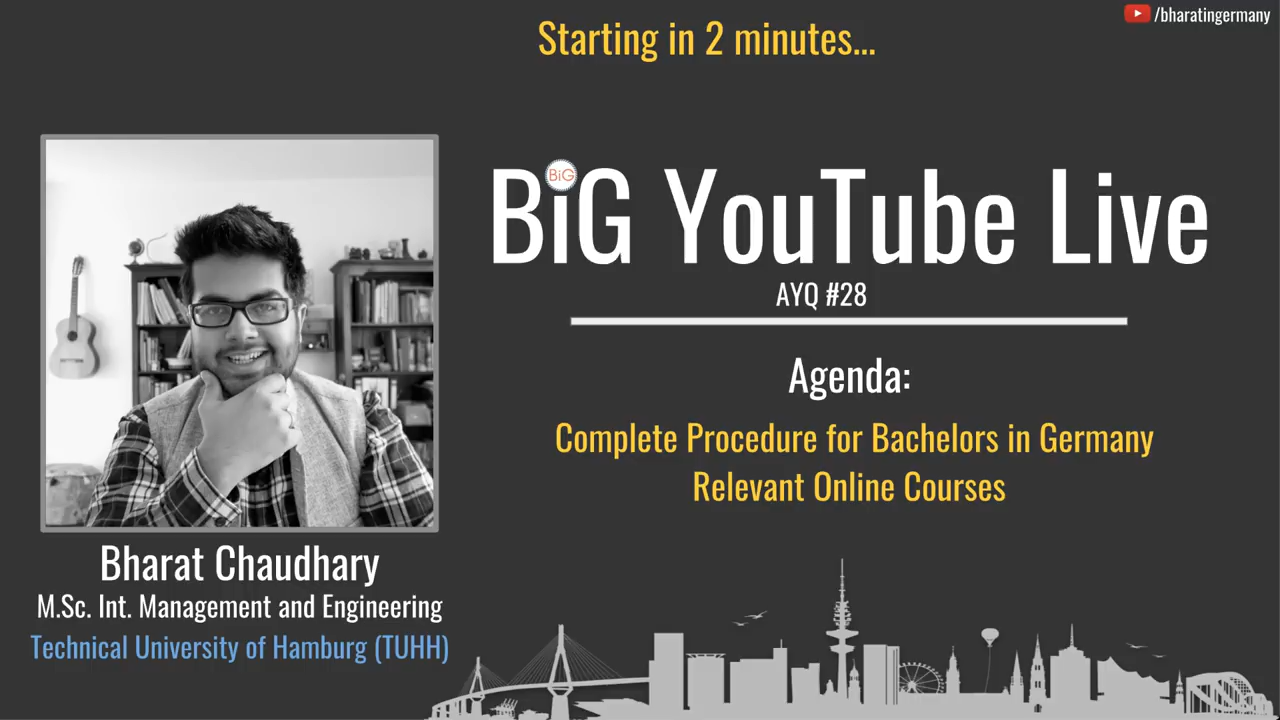 /bharatingermany
Starting in 2 minutes...
BiG
BiG YouTube Live
AYQ #28
Agenda:
Complete Procedure for Bachelors in Germany
Relevant Online Courses
Bharat Chaudhary
M.Sc. Int. Management and Engineering
Technical University of Hamburg (TUHH)